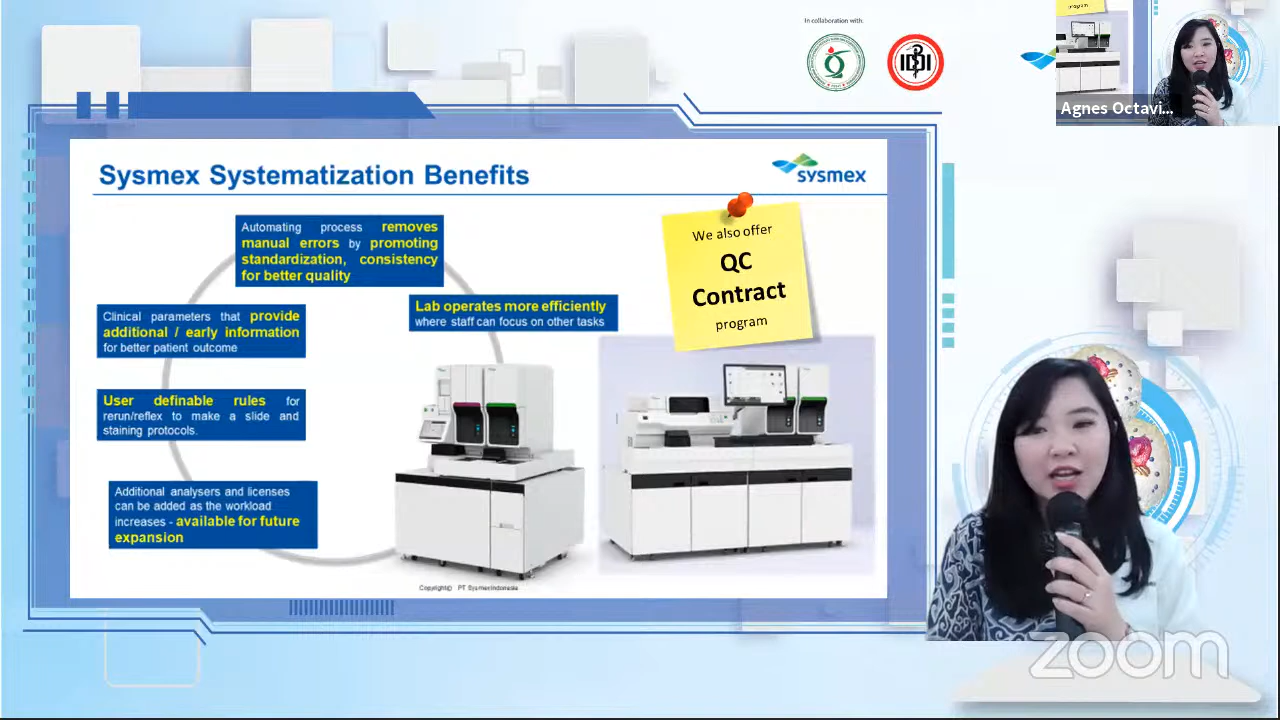 In collaboration with:
IDI
Agnes Octavi...
program
Sysmex Systematization Benefits
sysmex
Automating process removes
manual errors by promoting
standardization, consistency
for better quality
We also offer
QC
Contract
program
Lab operates more efficiently
where staff can focus on other tasks
Clinical parameters that provide
additional / early information
for better patient outcome
User definable rules for
rerun/reflex to make a slide and
staining protocols.
Additional analysers and licenses
can be added as the workload
increases - available for future
expansion
Copyright© PT Sysmex Indonesia
zoom